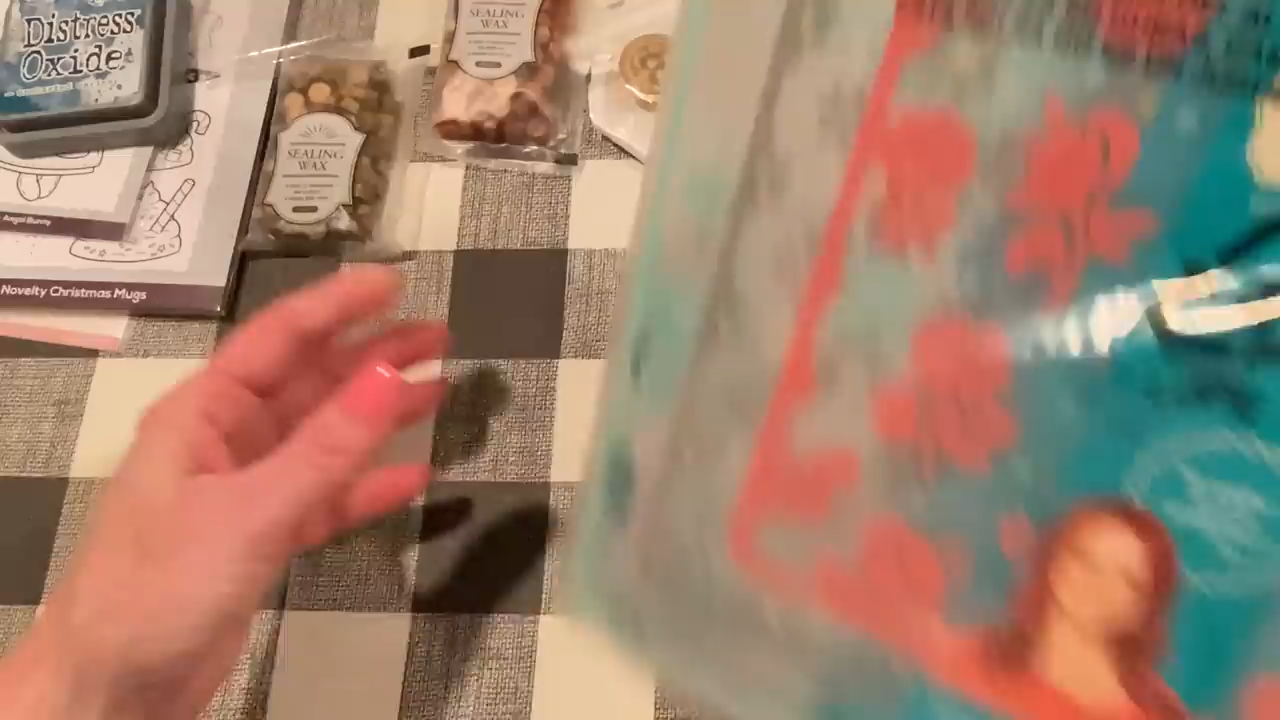 Distress
Oxide
SEALING
WAX
SEALING
WAX
Angel Bunny
Novelty Christmas Mugs